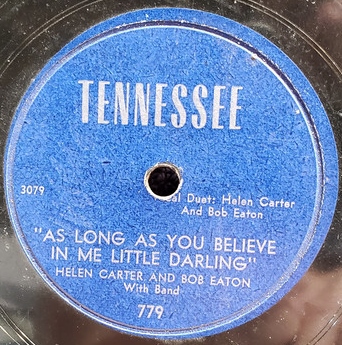 TENNESSEE
3079
Duet: Helen Carter
And Bob Eaton
"AS LONG AS YOU BELIEVE
IN ME LITTLE DARLING"
HELEN CARTER AND BOB EATON
With Band
779